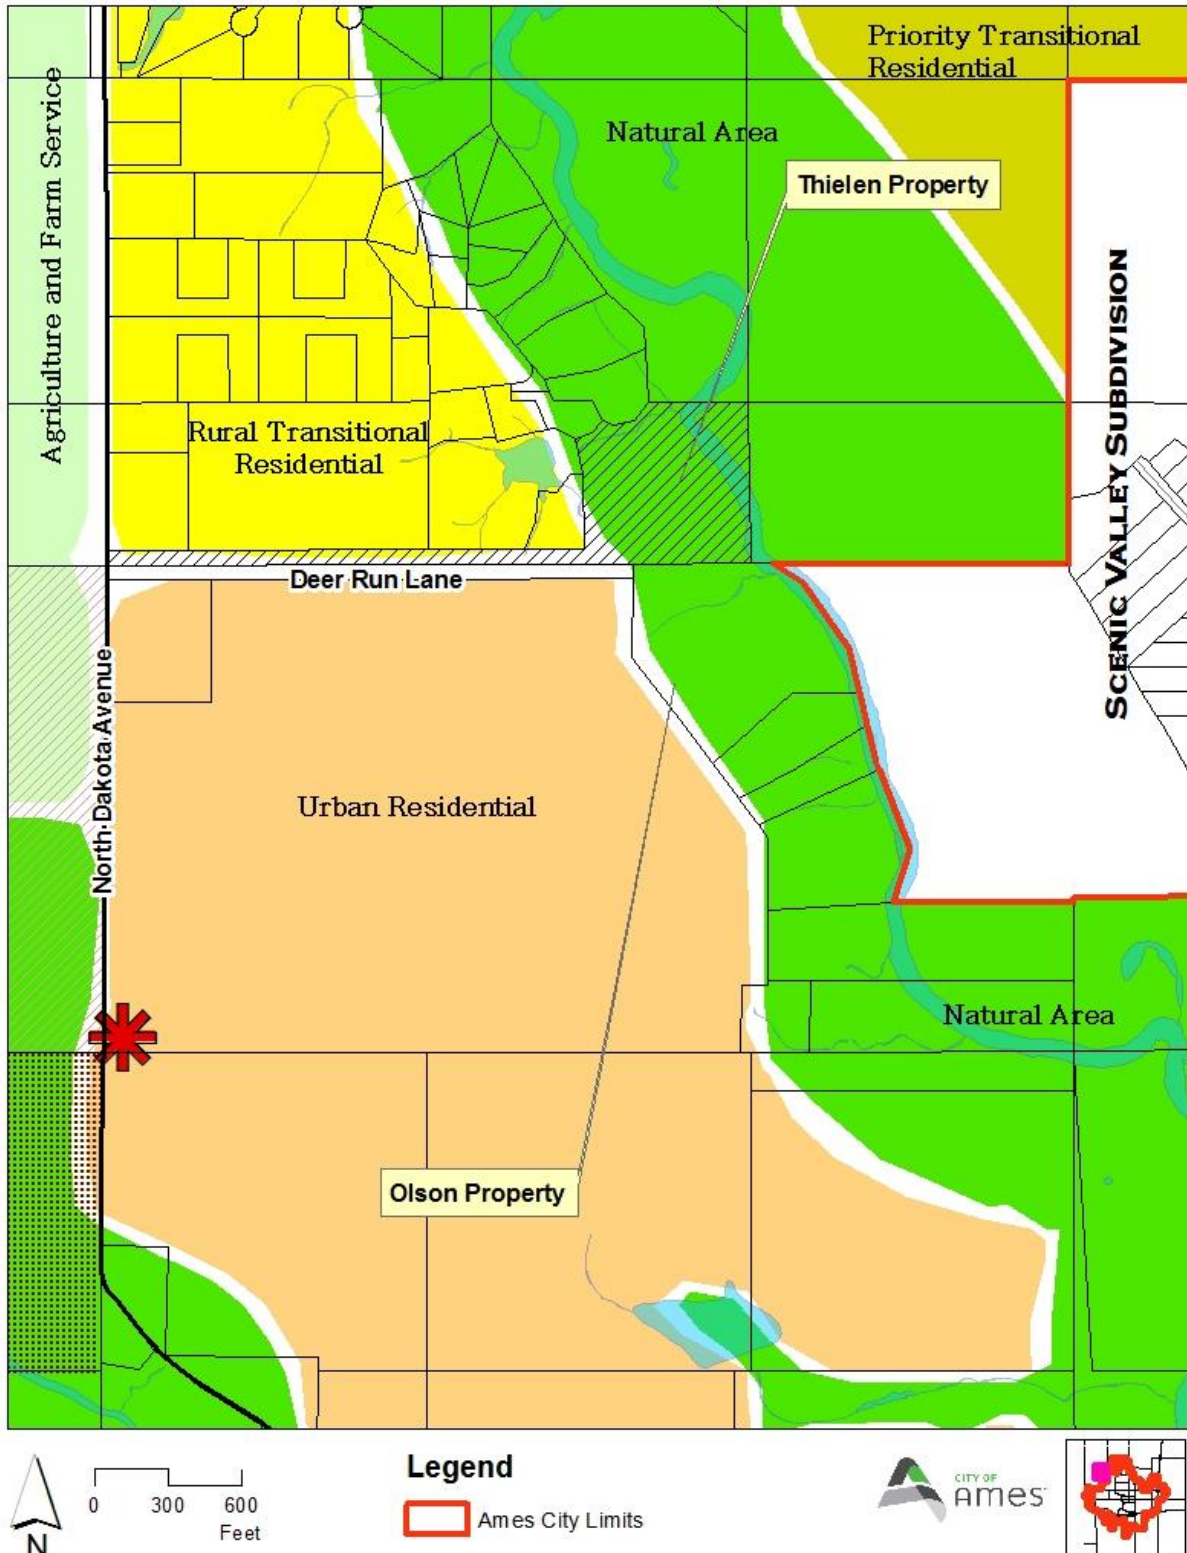 Priority Transitional
Residential
Natural Area
Thielen Property
Agriculture and Farm Service
SCENIC VALLEY SUBDIVISION
Rural Transitional
Residential
Deer Run Lane
North Dakota Avenue
Urban Residential
Natural Area
Olson Property
N
0 300 600
Feet
Legend
Ames City Limits
CITY OF
AMES